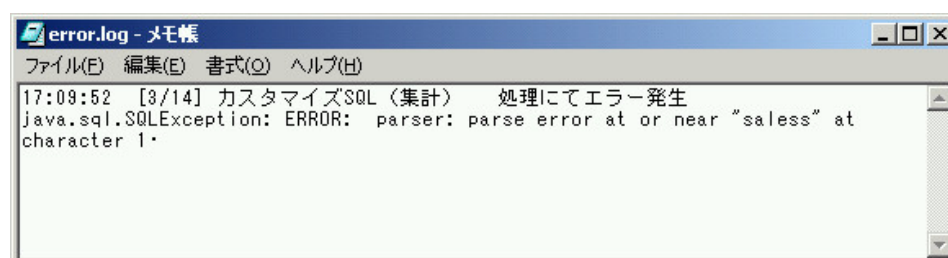 error.log - メモ帳
ファイル(F) 編集(E) 書式(O) ヘルプ(H)
17:09:52 [3/14] カスタマイズSQL（集計） 処理にてエラー発生
java.sql.SQLException: ERROR: parser: parse error at or near "saless" at
character 1・